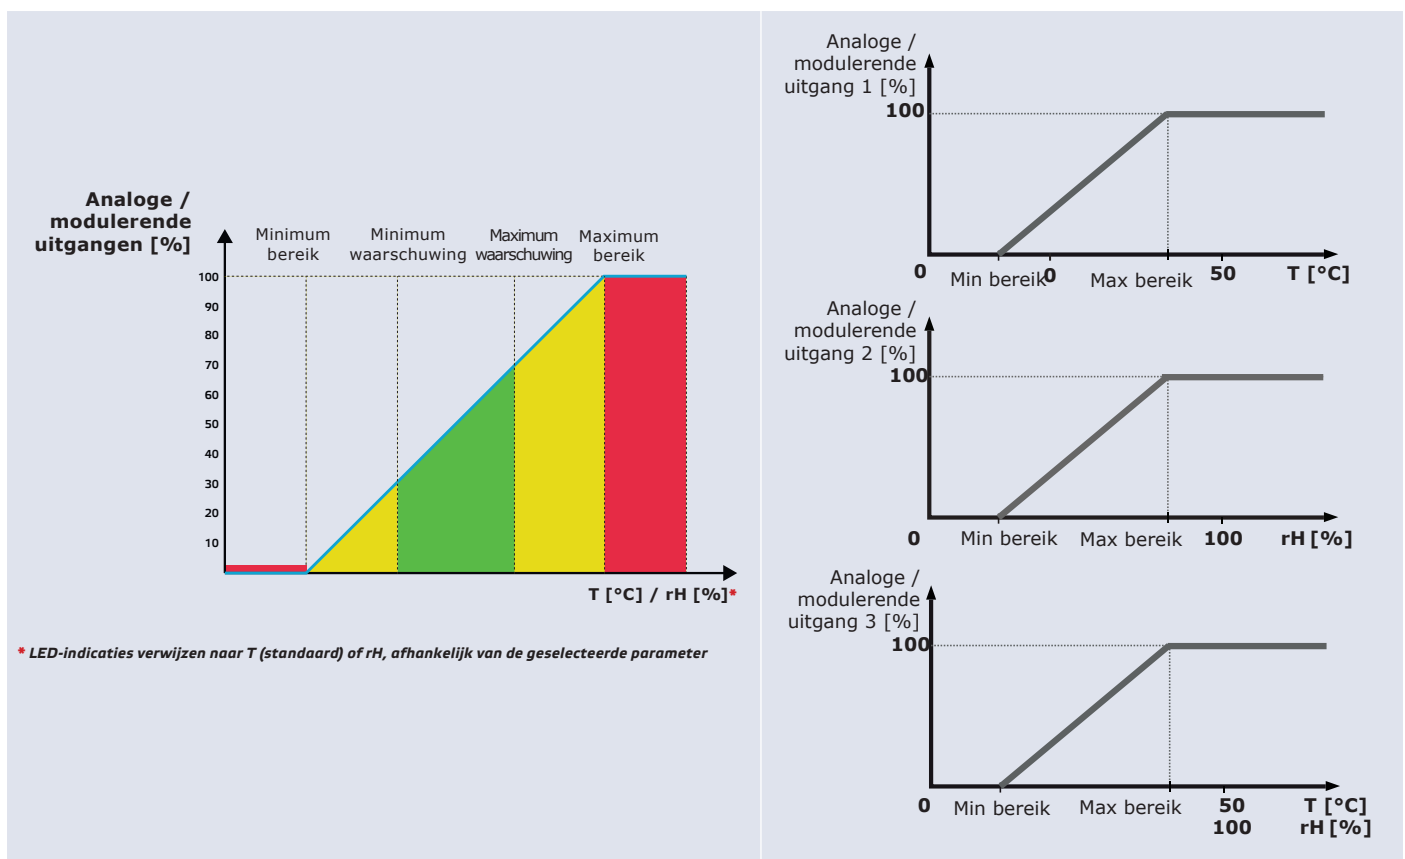 Analoge /
modulerende
uitgangen [%]
Minimum
bereik
Minimum
waarschuwing
Maximum
waarschuwing
Maximum
bereik
100
90
80
70
60
50
40
30
20
10
T [°C] / rH [%]*
* LED-indicaties verwijzen naar T (standaard) of rH, afhankelijk van de geselecteerde parameter
Analoge /
modulerende
uitgang 1 [%]
100
0
Min bereik
0
Max bereik
50
T [°C]
Analoge /
modulerende
uitgang 2 [%]
100
0
Min bereik
Max bereik
100
rH [%]
Analoge /
modulerende
uitgang 3 [%]
100
0
Min bereik
Max bereik
50
T [°C]
100
rH [%]